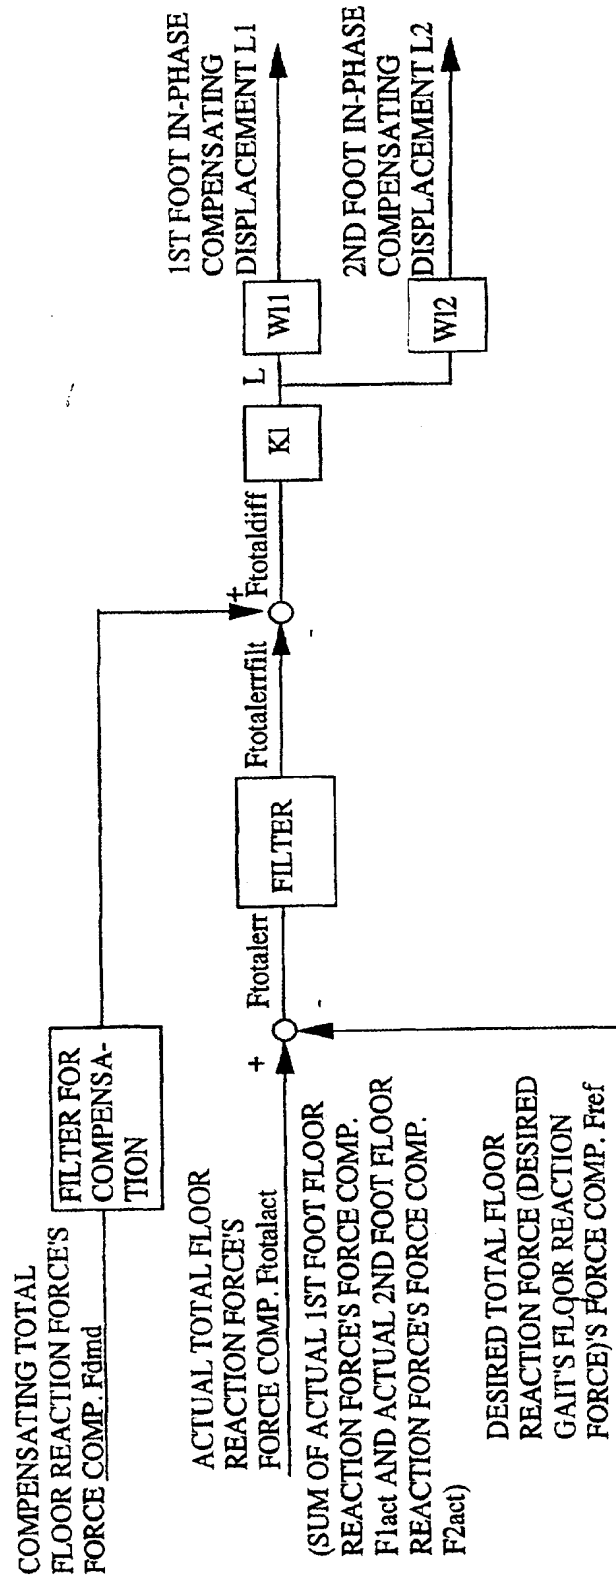 COMPENSATING TOTAL
FLOOR REACTION FORCE'S
FORCE COMP. Fdmd
FILTER FOR
COMPENSA-
TION
ACTUAL TOTAL FLOOR
REACTION FORCE'S
FORCE COMP. Ftotalact
(SUM OF ACTUAL 1ST FOOT FLOOR
REACTION FORCE'S FORCE COMP.
F1act AND ACTUAL 2ND FOOT FLOOR
REACTION FORCE'S FORCE COMP.
F2act)
DESIRED TOTAL FLOOR
REACTION FORCE (DESIRED
GAIT'S FLOOR REACTION
FORCE)'S FORCE COMP. Fref
+
-
Ftotalerr
FILTER
Ftotalerrfilt
+
-
Ftotaldiff
Kl
L
Wl1
1ST FOOT IN-PHASE
COMPENSATING
DISPLACEMENT L1
Wl2
2ND FOOT IN-PHASE
COMPENSATING
DISPLACEMENT L2